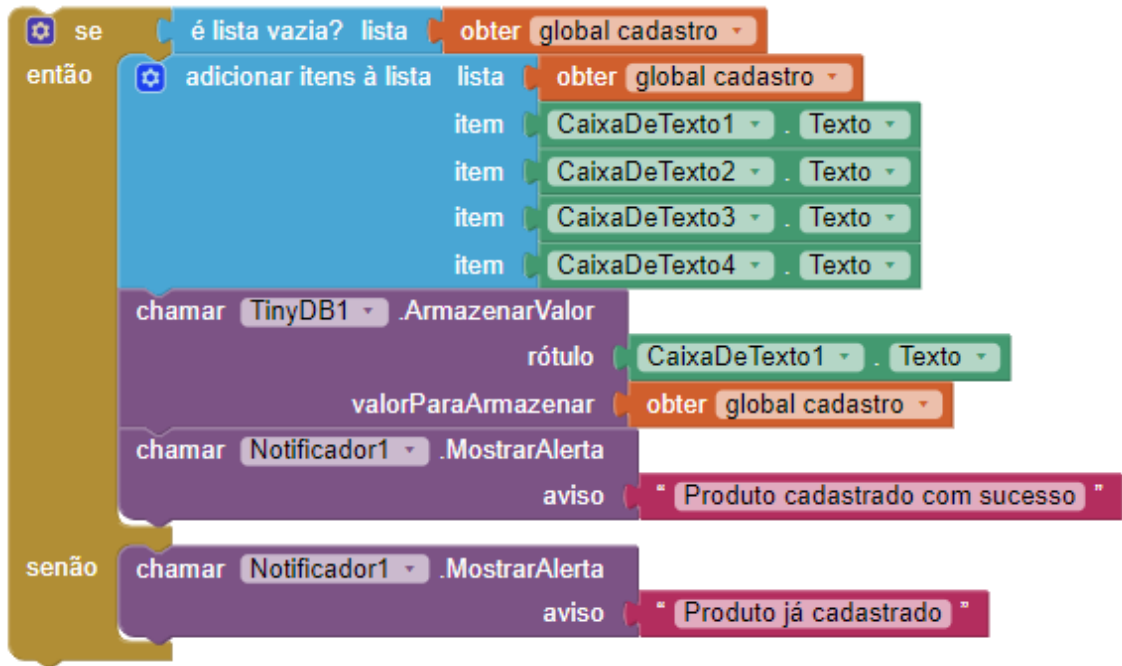 se é lista vazia? lista obter global cadastro
então adicionar itens à lista lista obter global cadastro
item CaixaDeTexto1 . Texto
item CaixaDeTexto2 . Texto
item CaixaDeTexto3 . Texto
item CaixaDeTexto4 . Texto
chamar TinyDB1 .ArmazenarValor
rótulo CaixaDeTexto1 . Texto
valorParaArmazenar obter global cadastro
chamar Notificador1 .MostrarAlerta
aviso “ Produto cadastrado com sucesso ”
senão chamar Notificador1 .MostrarAlerta
aviso “ Produto já cadastrado ”